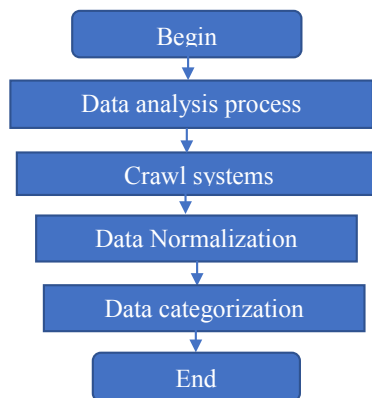 Begin
Data analysis process
Crawl systems
Data Normalization
Data categorization
End